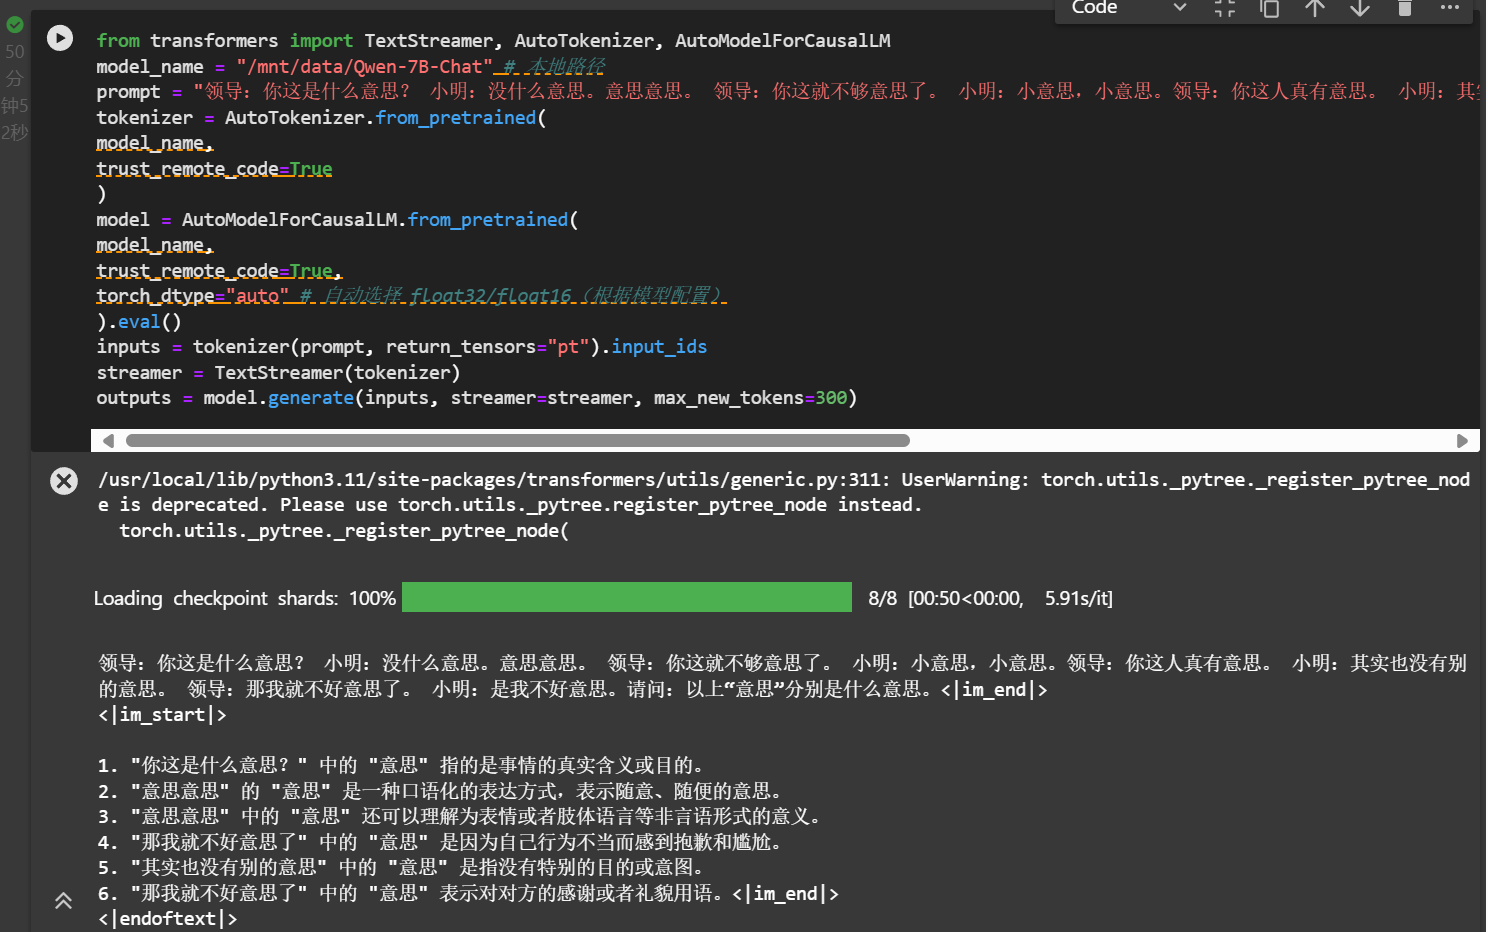 Code
50
分
钟5
2秒
from transformers import TextStreamer, AutoTokenizer, AutoModelForCausalLM
model_name = "/mnt/data/Qwen-7B-Chat" # 本地路径
prompt = "领导: 你这是什么意思？ 小明: 没什么意思。意思意思。 领导: 你这就不够意思了。 小明: 小意思，小意思。领导: 你这人真有意思。 小明: 其
tokenizer = AutoTokenizer.from_pretrained(
model_name,
trust_remote_code=True
)
model = AutoModelForCausalLM.from_pretrained(
model_name,
trust_remote_code=True,
torch_dtype="auto" # 自动选择 float32/float16（根据模型配置）
).eval()
inputs = tokenizer(prompt, return_tensors="pt").input_ids
streamer = TextStreamer(tokenizer)
outputs = model.generate(inputs, streamer=streamer, max_new_tokens=300)
/usr/local/lib/python3.11/site-packages/transformers/utils/generic.py:311: UserWarning: torch.utils._pytree._register_pytree_nod
e is deprecated. Please use torch.utils._pytree.register_pytree_node instead.
torch.utils._pytree._register_pytree_node(
Loading checkpoint shards: 100% 8/8 [00:50<00:00, 5.91s/it]
领导: 你这是什么意思？ 小明: 没什么意思。意思意思。 领导: 你这就不够意思了。 小明: 小意思，小意思。领导: 你这人真有意思。 小明: 其实也没有别
的意思。 领导: 那我就不好意思了。 小明: 是我不好意思。请问: 以上“意思”分别是什么意思。<|im_end|>
<|im_start|>
1. "你这是什么意思？" 中的 "意思" 指的是事情的真实含义或目的。
2. "意思意思" 的 "意思" 是一种口语化的表达方式，表示随意、随便的意思。
3. "意思意思" 中的 "意思" 还可以理解为表情或者肢体语言等非言语形式的意义。
4. "那我就不好意思了" 中的 "意思" 是因为自己行为不当而感到抱歉和尴尬。
5. "其实也没有别的意思" 中的 "意思" 是指没有特别的目的或意图。
6. "那我就不好意思了" 中的 "意思" 表示对对方的感谢或者礼貌用语。<|im_end|>
<|endoftext|>